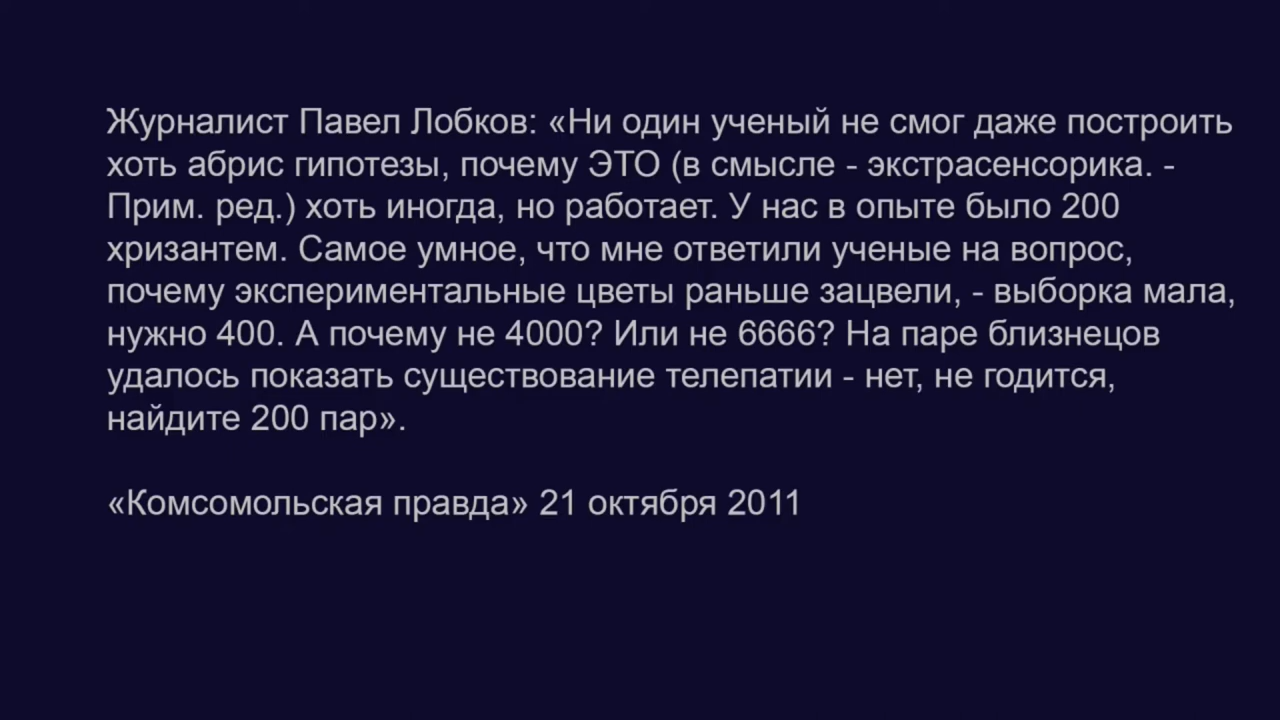 Журналист Павел Лобков: «Ни один ученый не смог даже построить
хоть абрис гипотезы, почему ЭТО (в смысле - экстрасенсорика. -
Прим. ред.) хоть иногда, но работает. У нас в опыте было 200
хризантем. Самое умное, что мне ответили ученые на вопрос,
почему экспериментальные цветы раньше зацвели, - выборка мала,
нужно 400. А почему не 4000? Или не 6666? На паре близнецов
удалось показать существование телепатии - нет, не годится,
найдите 200 пар».
«Комсомольская правда» 21 октября 2011